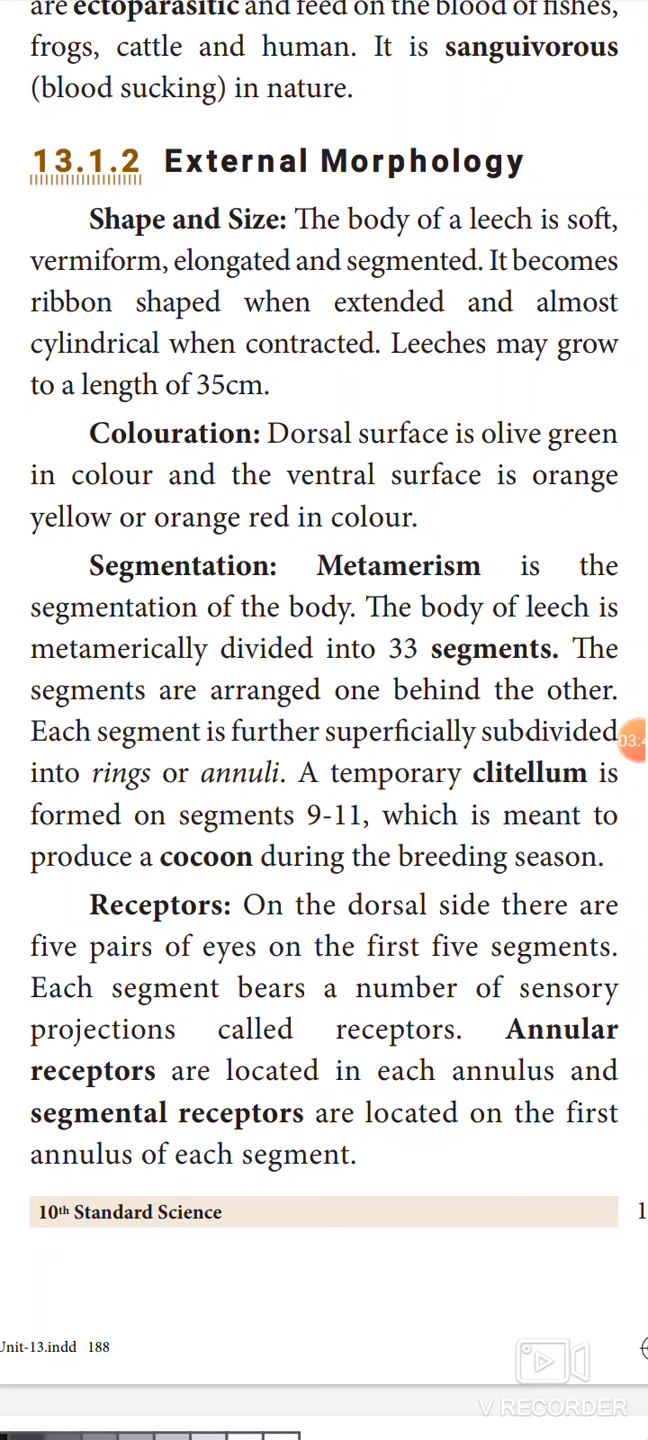 are ectoparasitic and feed on the blood of fishes,
frogs, cattle and human. It is sanguivorous
(blood sucking) in nature.
13.1.2 External Morphology
Shape and Size: The body of a leech is soft,
vermiform, elongated and segmented. It becomes
ribbon shaped when extended and almost
cylindrical when contracted. Leeches may grow
to a length of 35cm.
Colouration: Dorsal surface is olive green
in colour and the ventral surface is orange
yellow or orange red in colour.
Segmentation: Metamerism is the
segmentation of the body. The body of leech is
metamerically divided into 33 segments. The
segments are arranged one behind the other.
Each segment is further superficially subdivided
into rings or annuli. A temporary clitellum is
formed on segments 9-11, which is meant to
produce a cocoon during the breeding season.
Receptors: On the dorsal side there are
five pairs of eyes on the first five segments.
Each segment bears a number of sensory
projections called receptors. Annular
receptors are located in each annulus and
segmental receptors are located on the first
annulus of each segment.
10th Standard Science
Unit-13.indd 188
V RECORDER